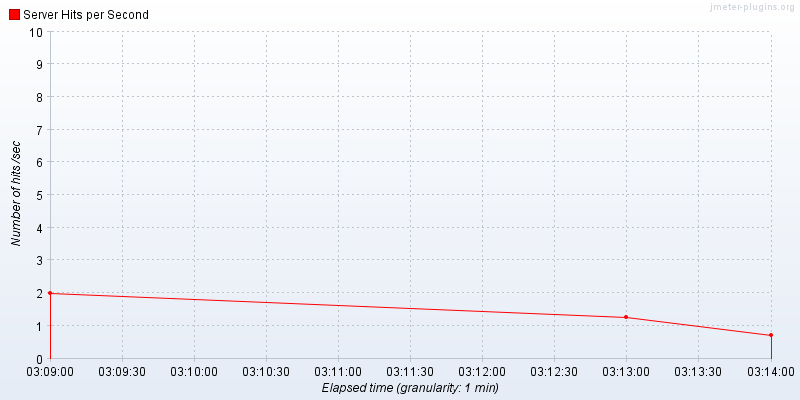 jmeter-plugins.org
Server Hits per Second
10
9
8
7
6
5
4
3
2
1
0
Number of hits /sec
03:09:00 03:09:30 03:10:00 03:10:30 03:11:00 03:11:30 03:12:00 03:12:30 03:13:00 03:13:30 03:14:00
Elapsed time (granularity: 1 min)